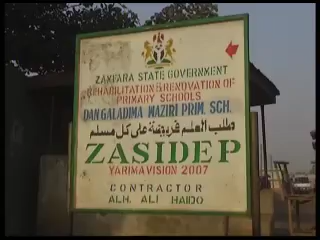 ZAMFARA STATE GOVERNMENT
REHABILITATION & RENOVATION OF
PRIMARY SCHOOLS
DAN GALADIMA WAZIRI PRIM. SCH.
طلب العلم فريضة على كل مسلم
ZASIDEP
YARIMA VISION 2007
CONTRACTOR
ALH. ALI HAIDO